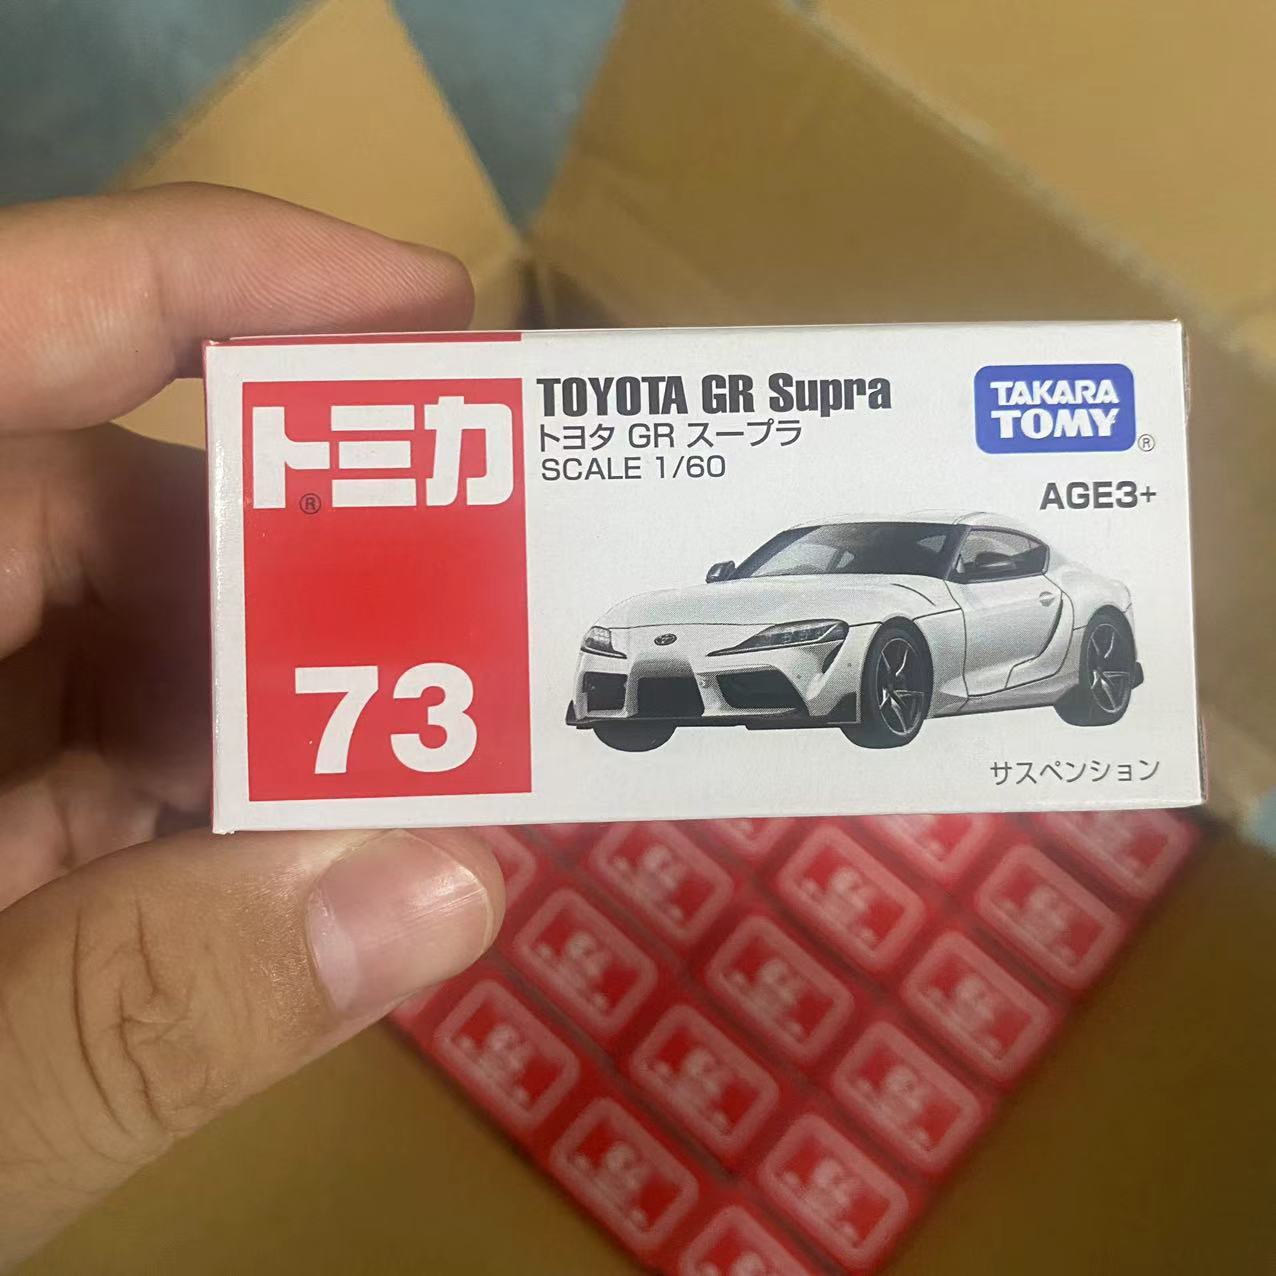 トミカ
®
73
TOYOTA GR Supra
トヨタ GR スープラ
SCALE 1/60
TAKARA
TOMY
®
AGE3+
サスペンション